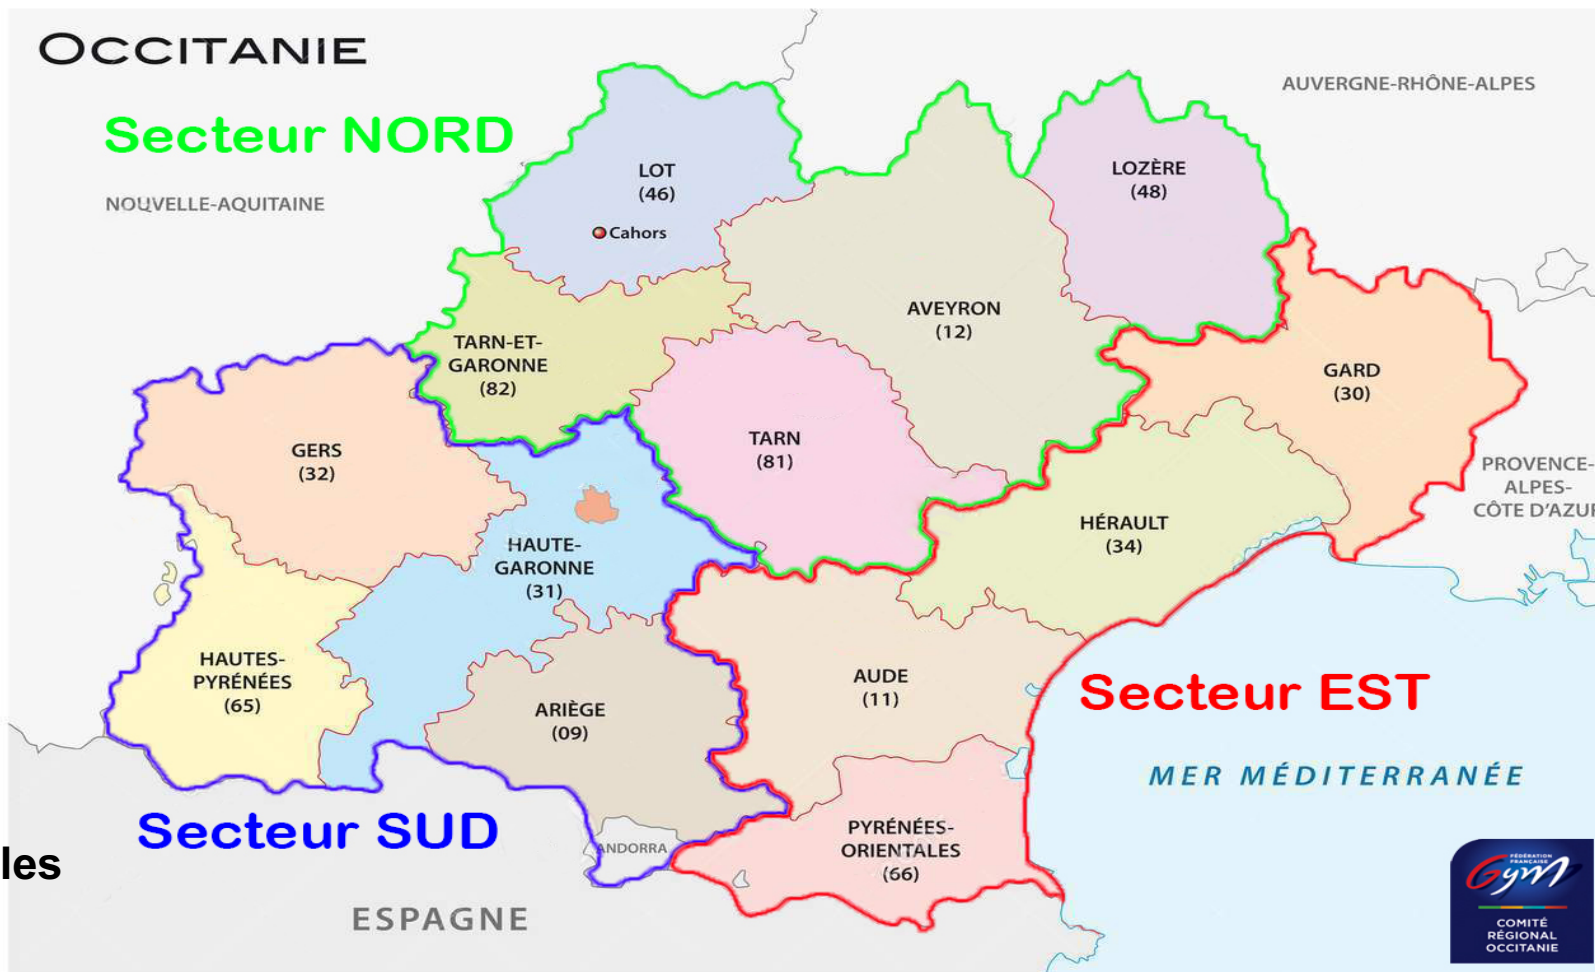 OCCITANIE
AUVERGNE-RHÔNE-ALPES
Secteur NORD
NOUVELLE-AQUITAINE
LOT
(46)
Cahors
LOZÈRE
(48)
AVEYRON
(12)
TARN-ET-
GARONNE
(82)
GARD
(30)
GERS
(32)
TARN
(81)
PROVENCE-
ALPES-
CÔTE D'AZUR
HÉRAULT
(34)
HAUTE-
GARONNE
(31)
HAUTES-
PYRÉNÉES
(65)
ARIÈGE
(09)
AUDE
(11)
Secteur EST
MER MÉDITERRANÉE
Secteur SUD
PYRÉNÉES-
ORIENTALES
(66)
ANDORRA
les
ESPAGNE
FÉDÉRATION
FRANÇAISE
Gym
COMITÉ
RÉGIONAL
OCCITANIE